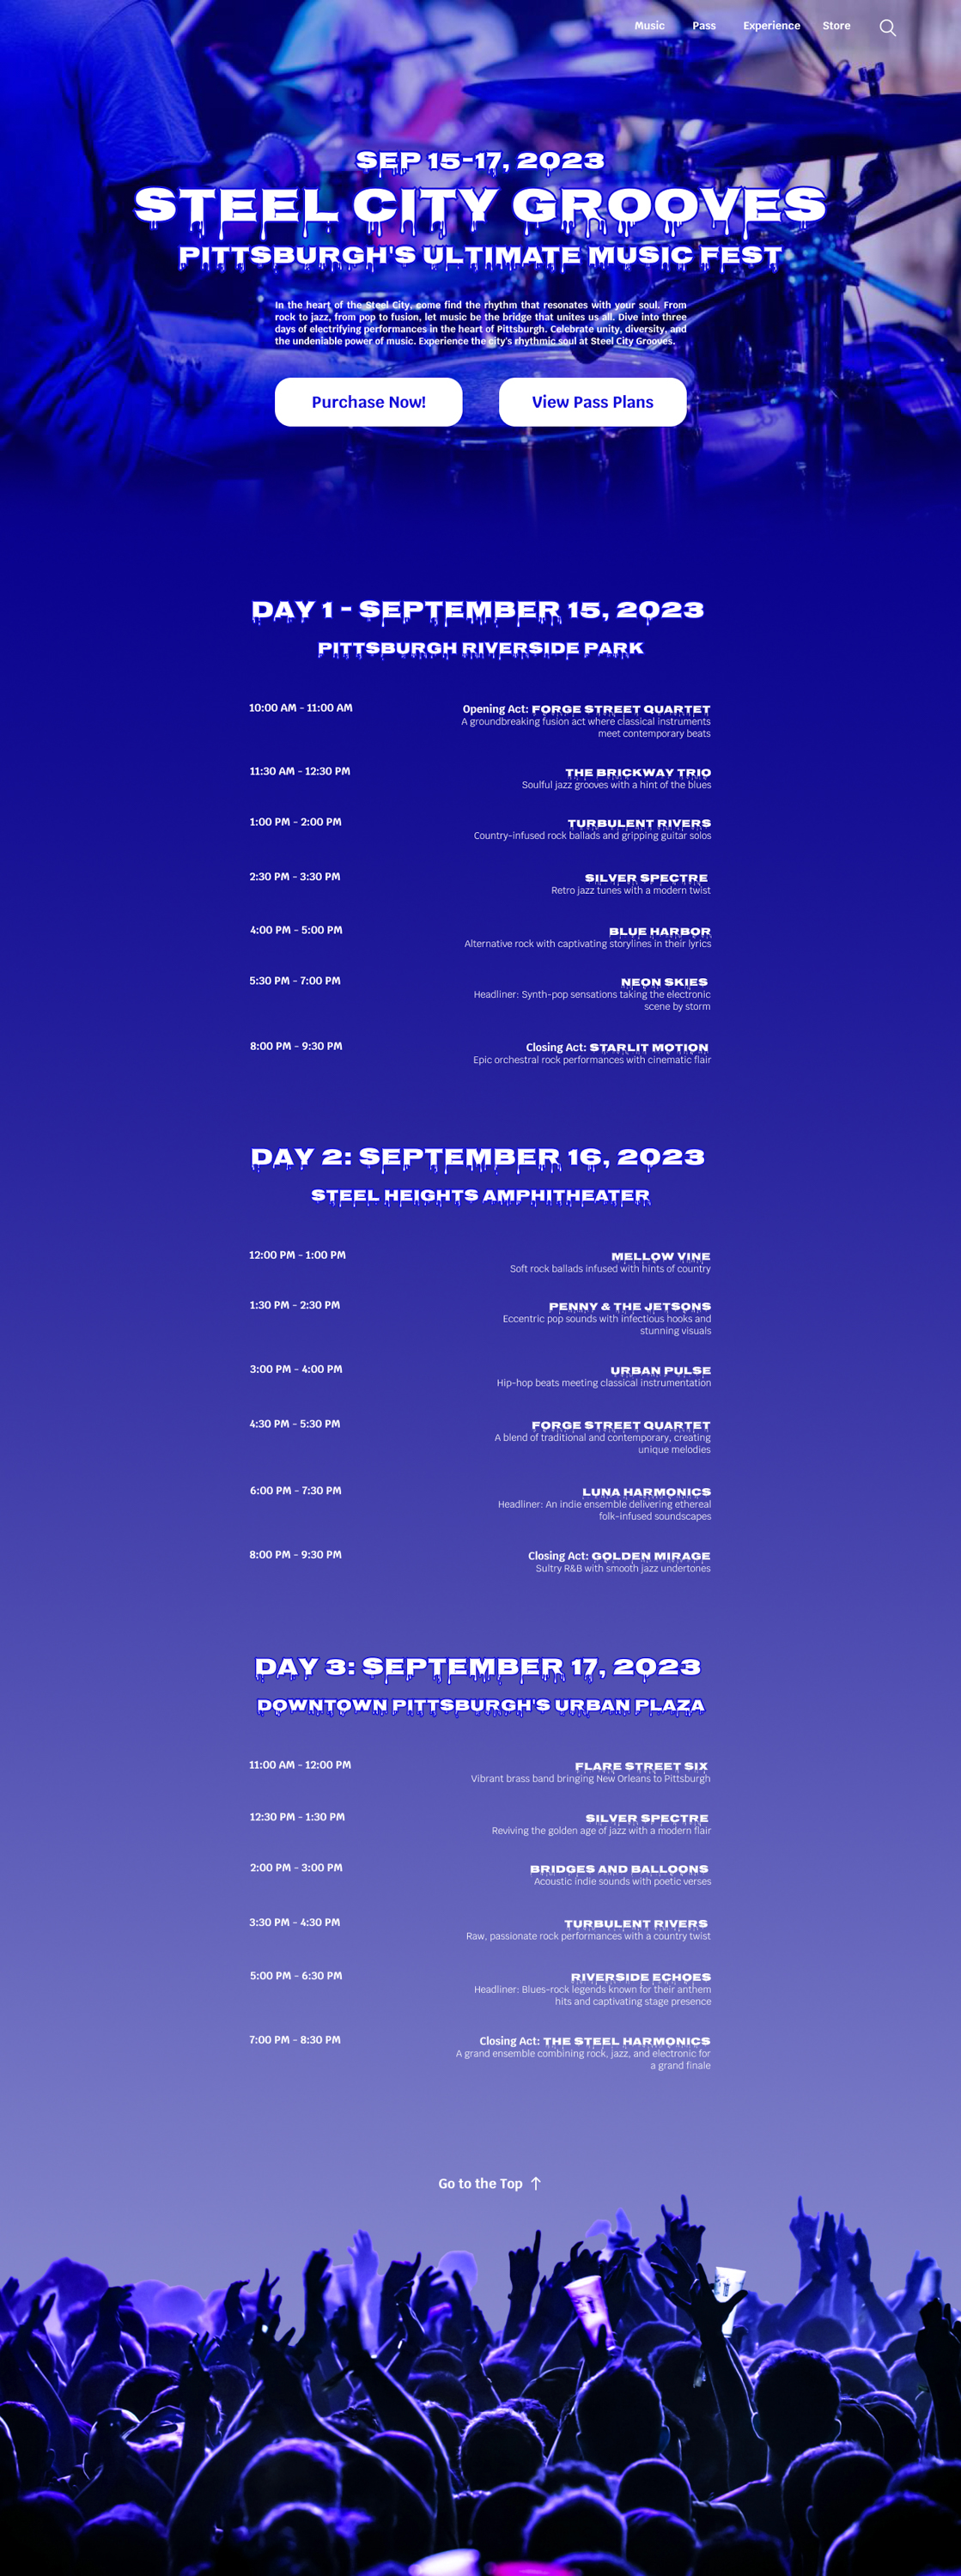 Music Pass Experience Store
SEP 15-17, 2023
STEEL CITY GROOVES
PITTSBURGH'S ULTIMATE MUSIC FEST
In the heart of the Steel City, come find the rhythm that resonates with your soul. From
rock to jazz, from pop to fusion, let music be the bridge that unites us all. Dive into three
days of electrifying performances in the heart of Pittsburgh. Celebrate unity, diversity, and
the undeniable power of music. Experience the city's rhythmic soul at Steel City Grooves.
Purchase Now! View Pass Plans
DAY 1 - SEPTEMBER 15, 2023
PITTSBURGH RIVERSIDE PARK
10:00 AM - 11:00 AM Opening Act: FORGE STREET QUARTET
A groundbreaking fusion act where classical instruments
meet contemporary beats
11:30 AM - 12:30 PM THE BRICKWAY TRIO
Soulful jazz grooves with a hint of the blues
1:00 PM - 2:00 PM TURBULENT RIVERS
Country-infused rock ballads and gripping guitar solos
2:30 PM - 3:30 PM SILVER SPECTRE
Retro jazz tunes with a modern twist
4:00 PM - 5:00 PM BLUE HARBOR
Alternative rock with captivating storylines in their lyrics
5:30 PM - 7:00 PM NEON SKIES
Headliner: Synth-pop sensations taking the electronic
scene by storm
8:00 PM - 9:30 PM Closing Act: STARLIT MOTION
Epic orchestral rock performances with cinematic flair
DAY 2: SEPTEMBER 16, 2023
STEEL HEIGHTS AMPHITHEATER
12:00 PM - 1:00 PM MELLOW VINE
Soft rock ballads infused with hints of country
1:30 PM - 2:30 PM PENNY & THE JETSONS
Eccentric pop sounds with infectious hooks and
stunning visuals
3:00 PM - 4:00 PM URBAN PULSE
Hip-hop beats meeting classical instrumentation
4:30 PM - 5:30 PM FORGE STREET QUARTET
A blend of traditional and contemporary, creating
unique melodies
6:00 PM - 7:30 PM LUNA HARMONICS
Headliner: An indie ensemble delivering ethereal
folk-infused soundscapes
8:00 PM - 9:30 PM Closing Act: GOLDEN MIRAGE
Sultry R&B with smooth jazz undertones
DAY 3: SEPTEMBER 17, 2023
DOWNTOWN PITTSBURGH'S URBAN PLAZA
11:00 AM - 12:00 PM FLARE STREET SIX
Vibrant brass band bringing New Orleans to Pittsburgh
12:30 PM - 1:30 PM SILVER SPECTRE
Reviving the golden age of jazz with a modern flair
2:00 PM - 3:00 PM BRIDGES AND BALLOONS
Acoustic indie sounds with poetic verses
3:30 PM - 4:30 PM TURBULENT RIVERS
Raw, passionate rock performances with a country twist
5:00 PM - 6:30 PM RIVERSIDE ECHOES
Headliner: Blues-rock legends known for their anthem
hits and captivating stage presence
7:00 PM - 8:30 PM Closing Act: THE STEEL HARMONICS
A grand ensemble combining rock, jazz, and electronic for
a grand finale
Go to the Top ↑